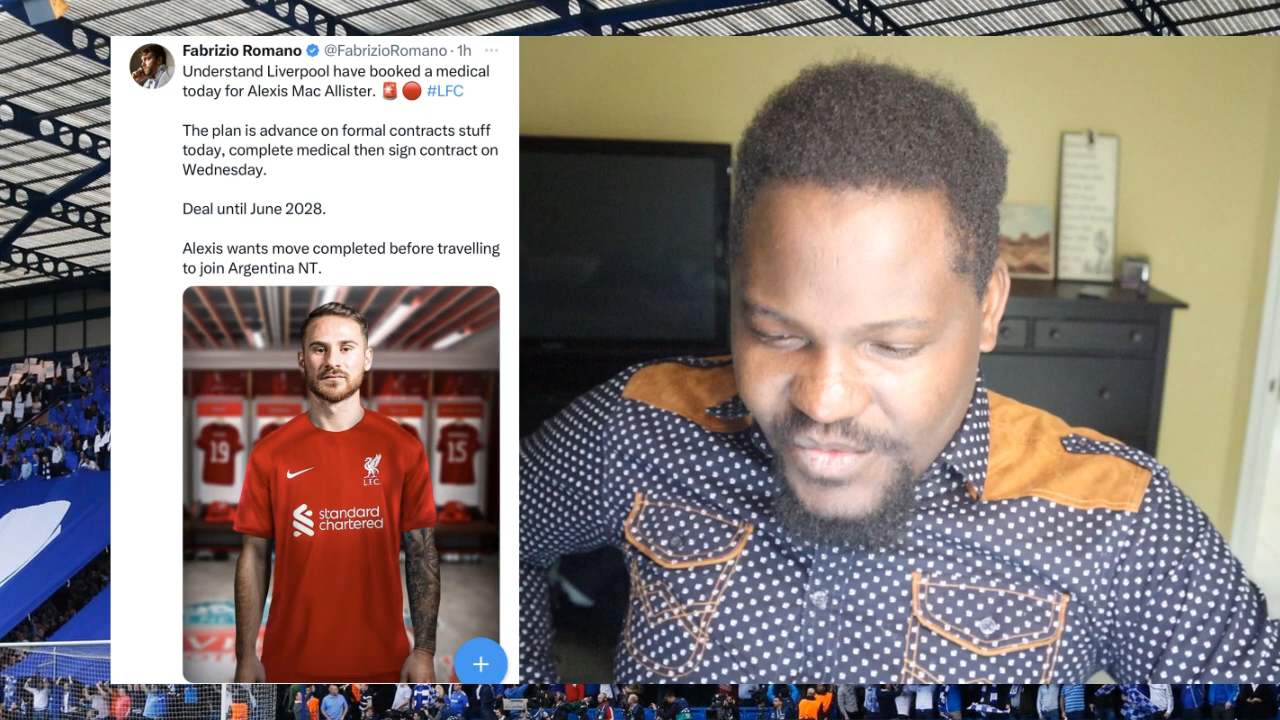 Fabrizio Romano @FabrizioRomano · 1h
Understand Liverpool have booked a medical
today for Alexis Mac Allister. 🚨🔴 #LFC
The plan is advance on formal contracts stuff
today, complete medical then sign contract on
Wednesday.
Deal until June 2028.
Alexis wants move completed before travelling
to join Argentina NT.
19
15
L.F.C.
standard
chartered